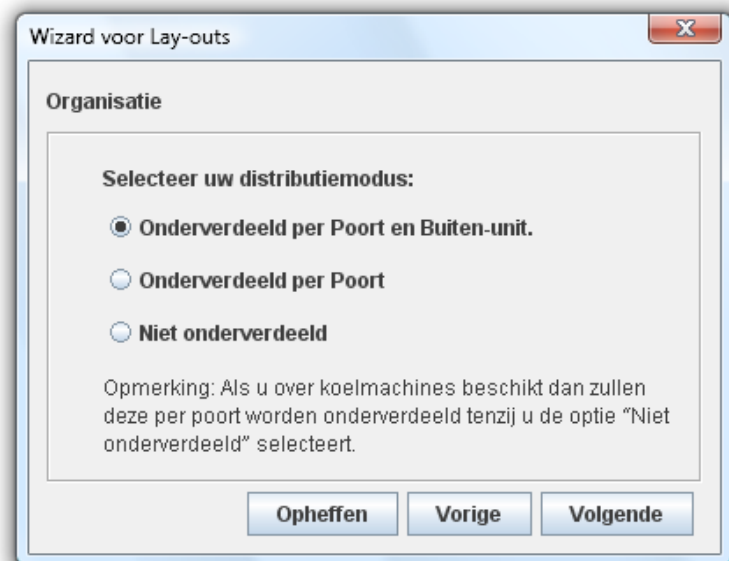 Wizard voor Lay-outs
Organisatie
Selecteer uw distributiemodus:
Onderverdeeld per Poort en Buiten-unit.
Onderverdeeld per Poort
Niet onderverdeeld
Opmerking: Als u over koelmachines beschikt dan zullen
deze per poort worden onderverdeeld tenzij u de optie “Niet
onderverdeeld” selecteert.
Opheffen Vorige Volgende